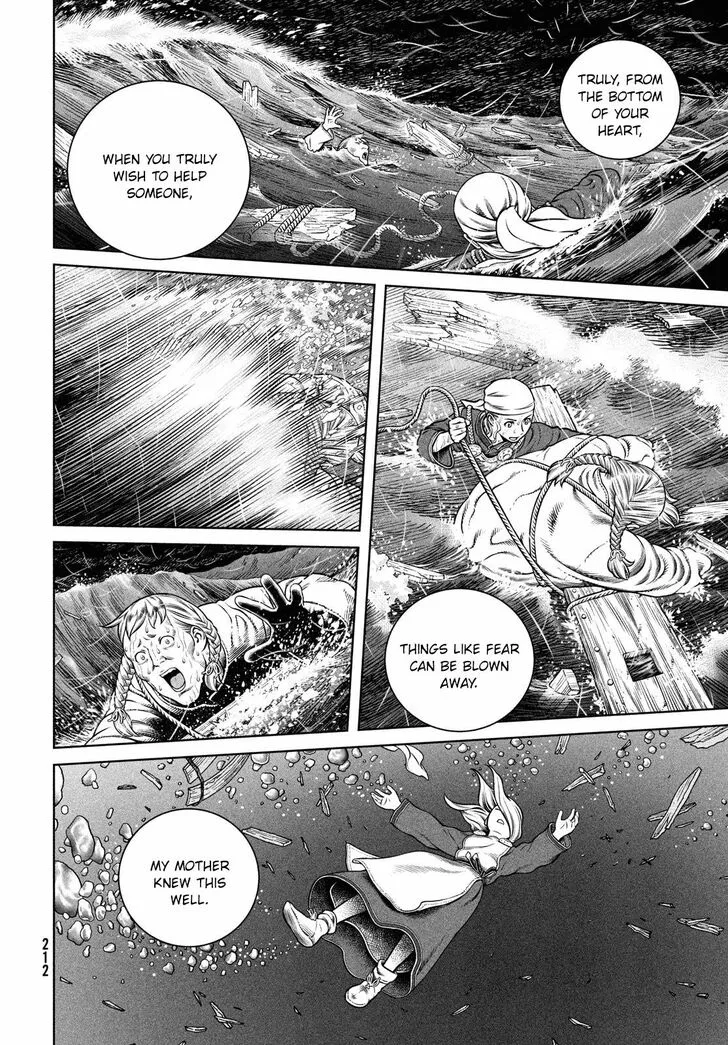 TRULY, FROM
THE BOTTOM
OF YOUR
HEART,
WHEN YOU TRULY
WISH TO HELP
SOMEONE,
THINGS LIKE FEAR
CAN BE BLOWN
AWAY.
MY MOTHER
KNEW THIS
WELL.
212